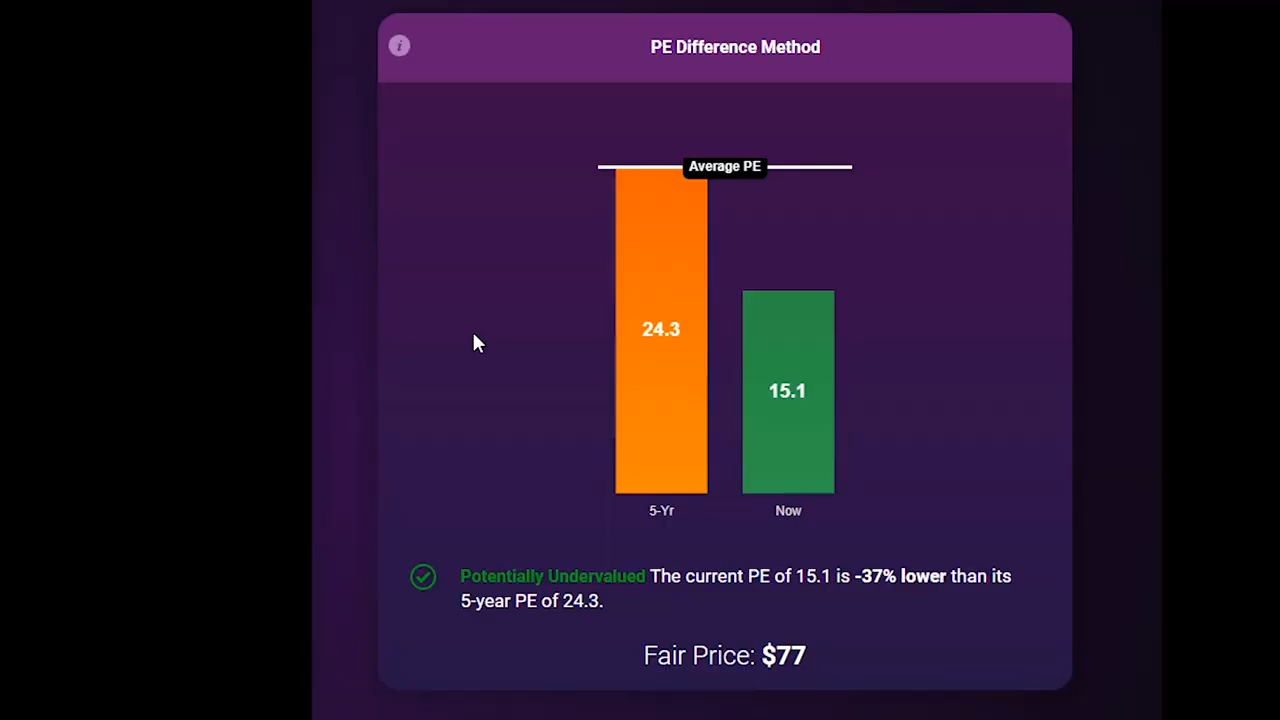 i
PE Difference Method
Average PE
24.3
15.1
5-Yr
Now
Potentially Undervalued The current PE of 15.1 is -37% lower than its
5-year PE of 24.3.
Fair Price: $77